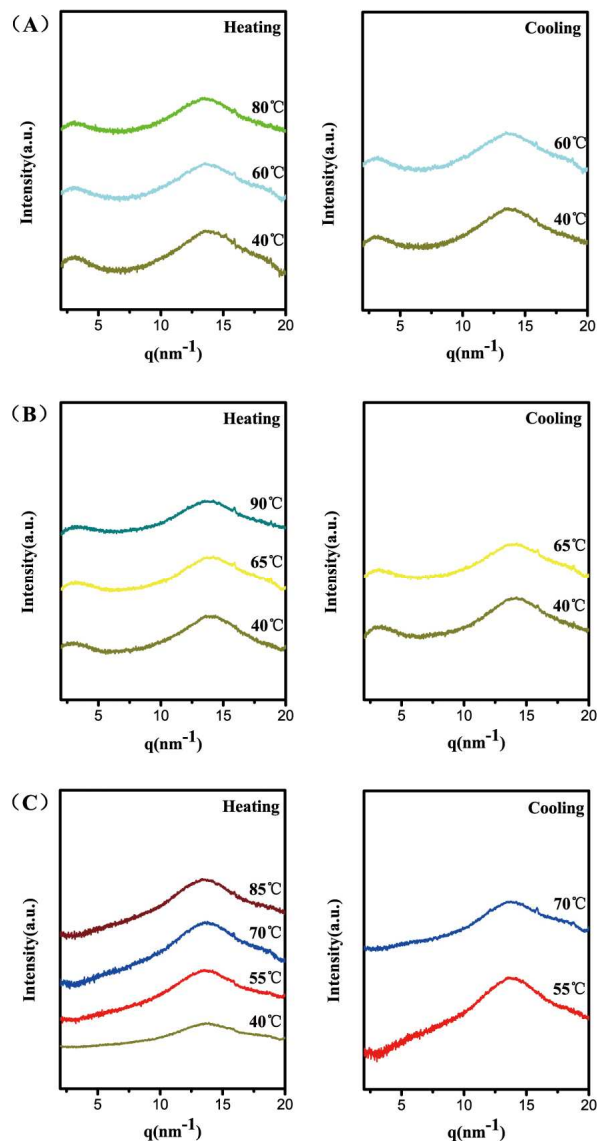 （A）
Heating
80℃
60℃
40℃
Intensity(a.u.)
5 10 15 20
q(nm-1)
Cooling
60℃
40℃
Intensity(a.u.)
5 10 15 20
q(nm-1)
（B）
Heating
90℃
65℃
40℃
Intensity(a.u.)
5 10 15 20
q(nm-1)
Cooling
65℃
40℃
Intensity(a.u.)
5 10 15 20
q(nm-1)
（C）
Heating
85℃
70℃
55℃
40℃
Intensity(a.u.)
5 10 15 20
q(nm-1)
Cooling
70℃
55℃
Intensity(a.u.)
5 10 15 20
q(nm-1)